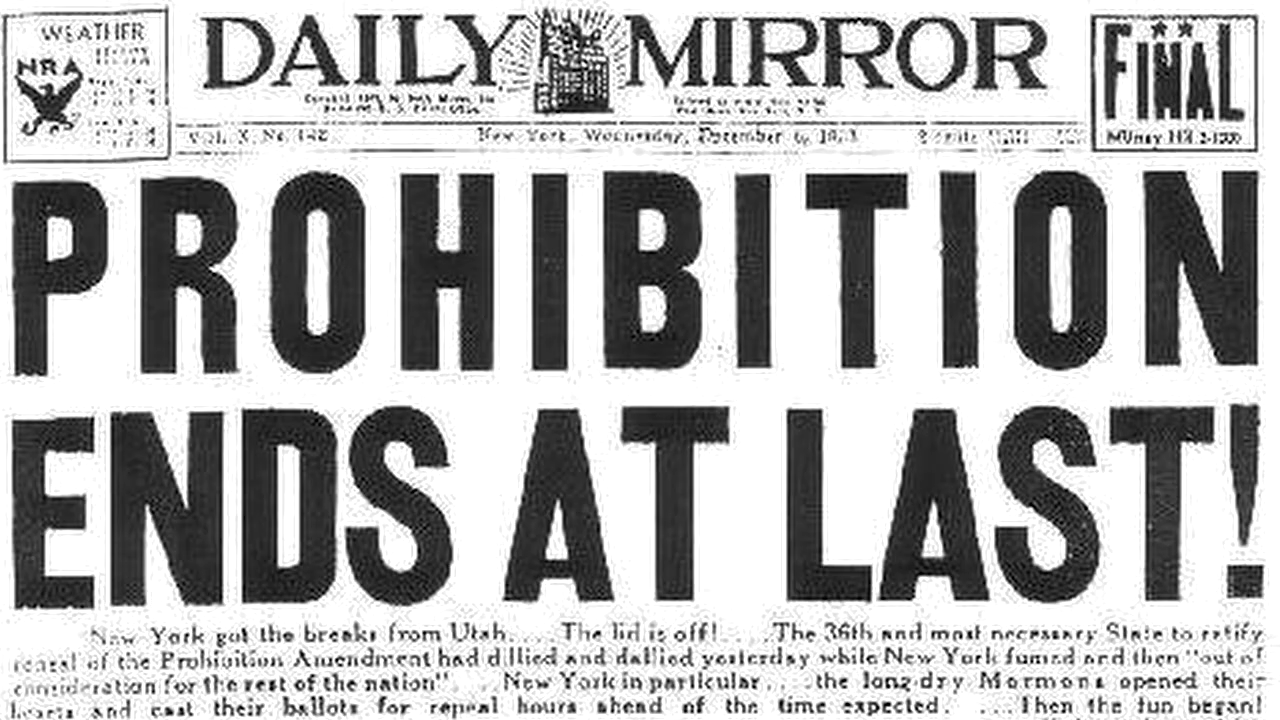 WEATHER
NRA
DAILY MIRROR
FINAL
New York, Wednesday, December 6, 1933
PROHIBITION
ENDS AT LAST!
New York got the breaks from Utah.....The lid is off!.....The 36th and most necessary State to ratify
repeal of the Prohibition Amendment had dillied and dallied yesterday while New York fumed and then "out of
consideration for the rest of the nation"....New York in particular....the long-dry Mormons opened their
hearts and cast their ballots for repeal hours ahead of the time expected. ....Then the fun began!